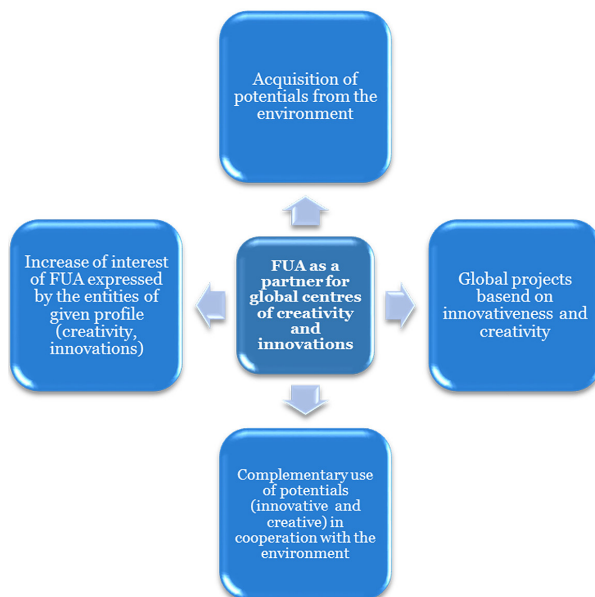 Acquisition of
potentials from the
environment
Increase of interest
of FUA expressed
by the entities of
given profile
(creativity,
innovations)
FUA as a
partner for
global centres
of creativity
and
innovations
Global projects
basend on
innovativeness and
creativity
Complementary use
of potentials
(innovative and
creative) in
cooperation with the
environment